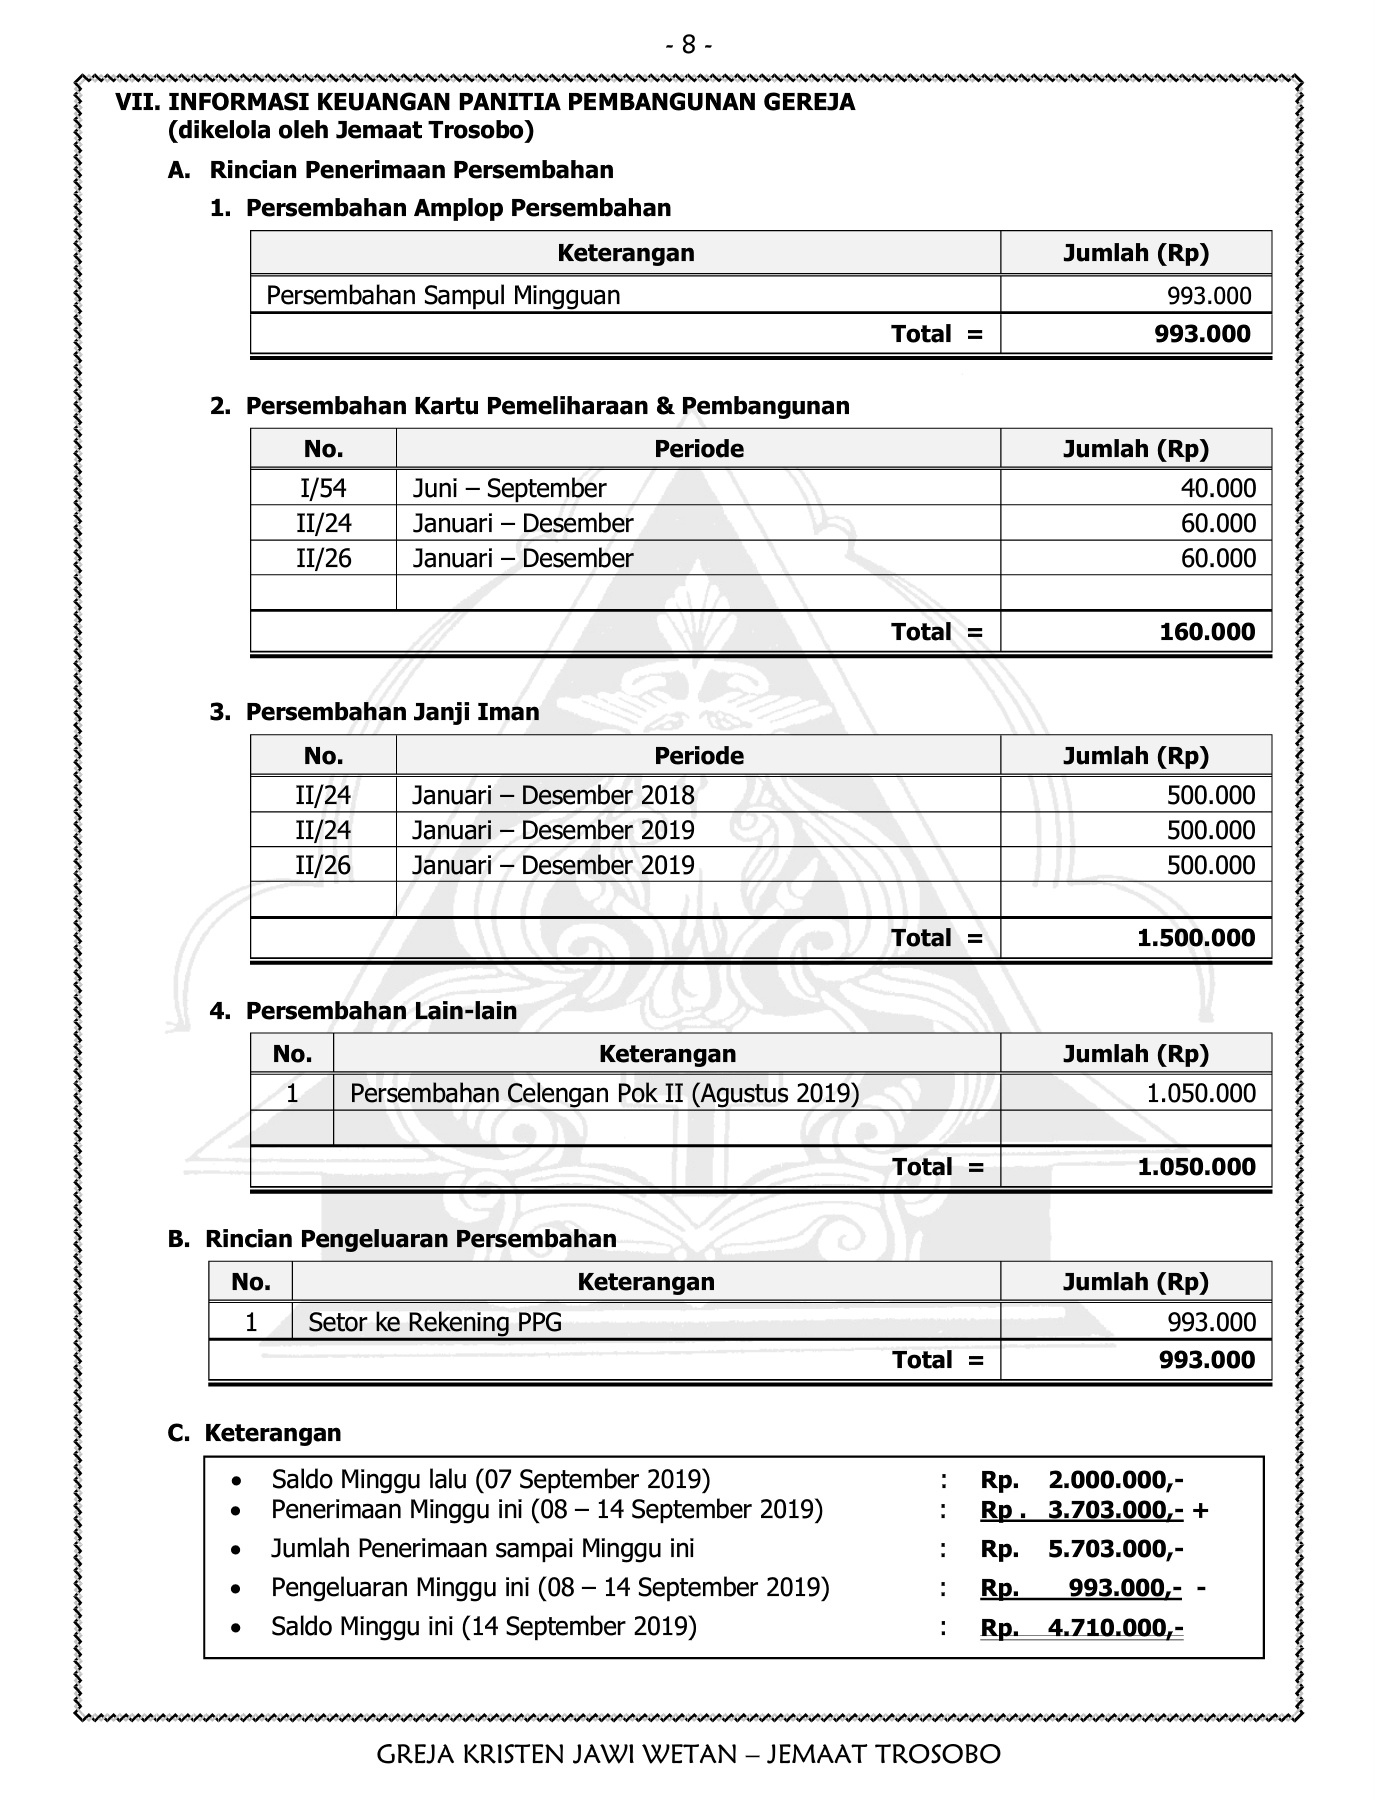 - 8 -
VII. INFORMASI KEUANGAN PANITIA PEMBANGUNAN GEREJA
(dikelola oleh Jemaat Trosobo)
A. Rincian Penerimaan Persembahan
1. Persembahan Amplop Persembahan
Keterangan Jumlah (Rp)
Persembahan Sampul Mingguan 993.000
Total = 993.000
2. Persembahan Kartu Pemeliharaan & Pembangunan
No. Periode Jumlah (Rp)
I/54 Juni – September 40.000
II/24 Januari – Desember 60.000
II/26 Januari – Desember 60.000
Total = 160.000
3. Persembahan Janji Iman
No. Periode Jumlah (Rp)
II/24 Januari – Desember 2018 500.000
II/24 Januari – Desember 2019 500.000
II/26 Januari – Desember 2019 500.000
Total = 1.500.000
4. Persembahan Lain-lain
No. Keterangan Jumlah (Rp)
1 Persembahan Celengan Pok II (Agustus 2019) 1.050.000
Total = 1.050.000
B. Rincian Pengeluaran Persembahan
No. Keterangan Jumlah (Rp)
1 Setor ke Rekening PPG 993.000
Total = 993.000
C. Keterangan
• Saldo Minggu lalu (07 September 2019) : Rp. 2.000.000,-
• Penerimaan Minggu ini (08 – 14 September 2019) : Rp . 3.703.000,- +
• Jumlah Penerimaan sampai Minggu ini : Rp. 5.703.000,-
• Pengeluaran Minggu ini (08 – 14 September 2019) : Rp. 993.000,- -
• Saldo Minggu ini (14 September 2019) : Rp. 4.710.000,-
GREJA KRISTEN JAWI WETAN – JEMAAT TROSOBO